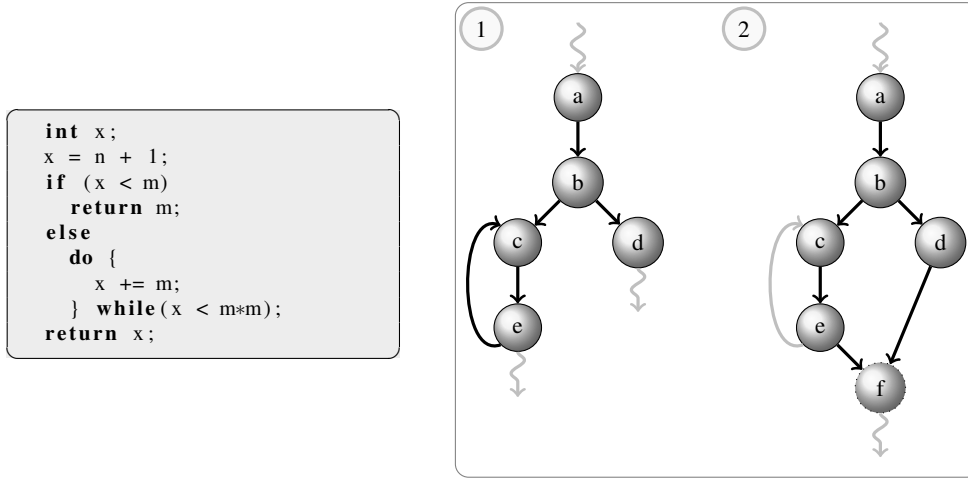 int x;
x = n + 1;
if (x < m)
return m;
else
do {
x += m;
} while(x < m*m);
return x;
1
a
b
c
d
e
2
a
b
c
d
e
f